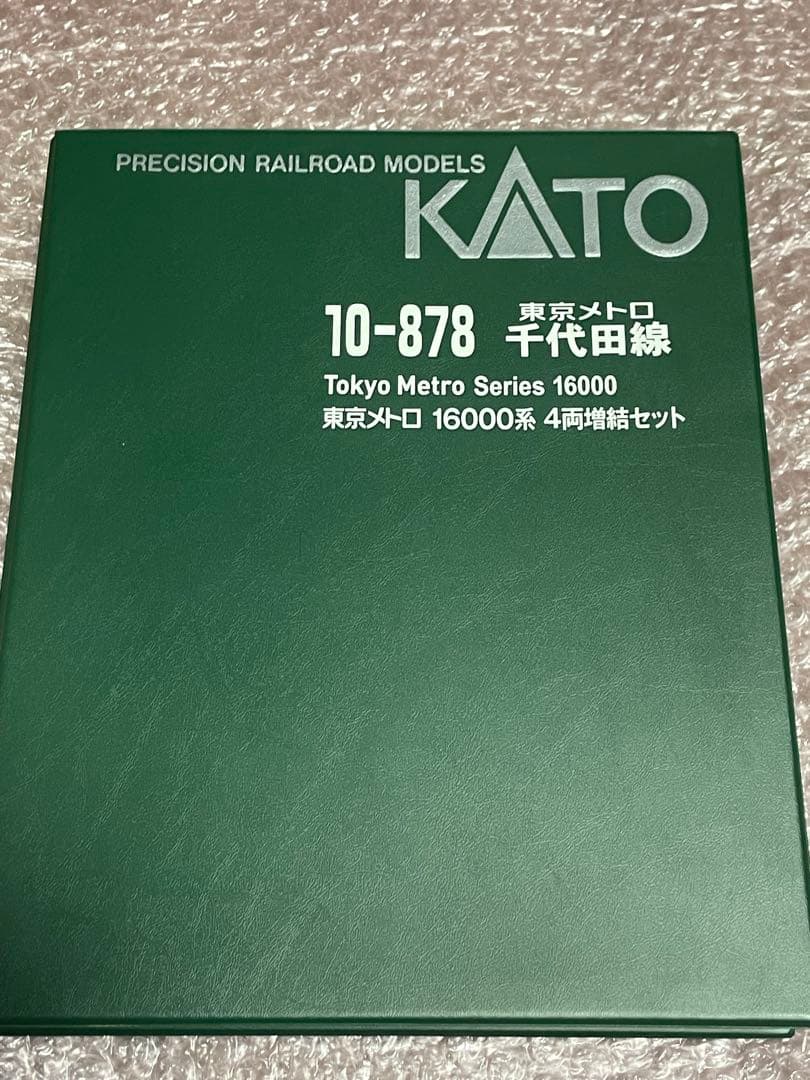 PRECISION RAILROAD MODELS
KATO
10-878 東京メトロ 千代田線
Tokyo Metro Series 16000
東京メトロ 16000系 4両増結セット